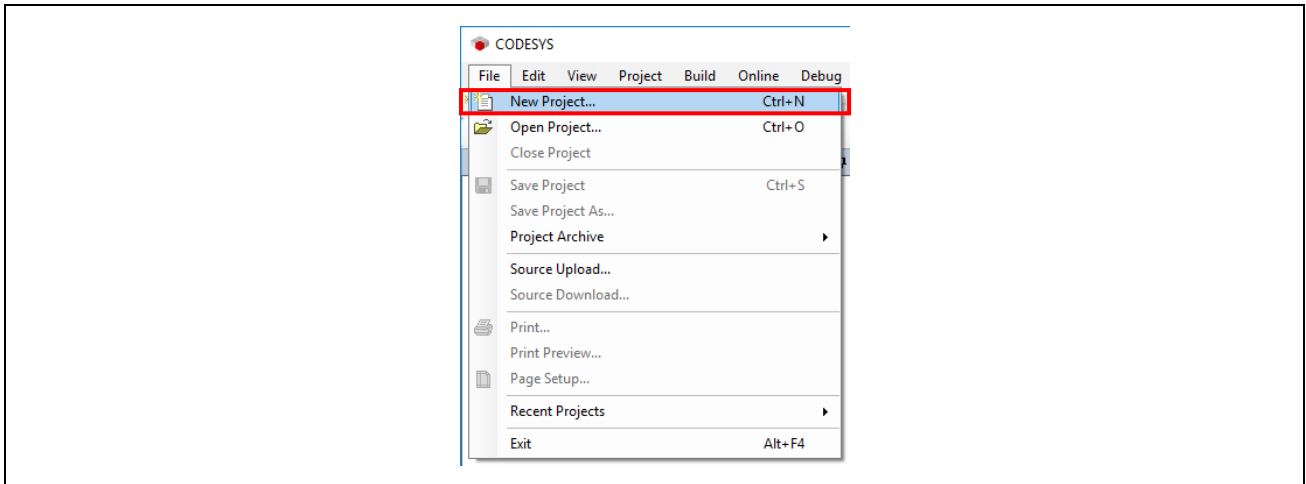 CODESYS
File Edit View Project Build Online Debug
New Project... Ctrl+N
Open Project... Ctrl+O
Close Project
Save Project Ctrl+S
Save Project As...
Project Archive
Source Upload...
Source Download...
Print...
Print Preview...
Page Setup...
Recent Projects
Exit Alt+F4